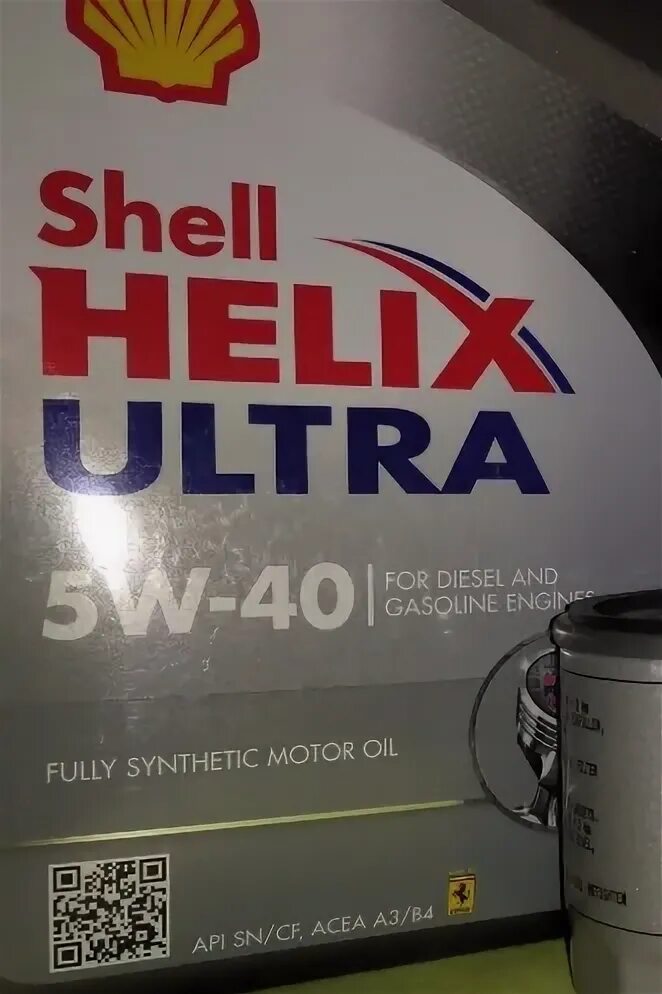 Shell
HELIX
ULTRA
5W-40
FOR DIESEL AND
GASOLINE ENGINES
FULLY SYNTHETIC MOTOR OIL
API SN/CF, ACEA A3/B4
FILTER